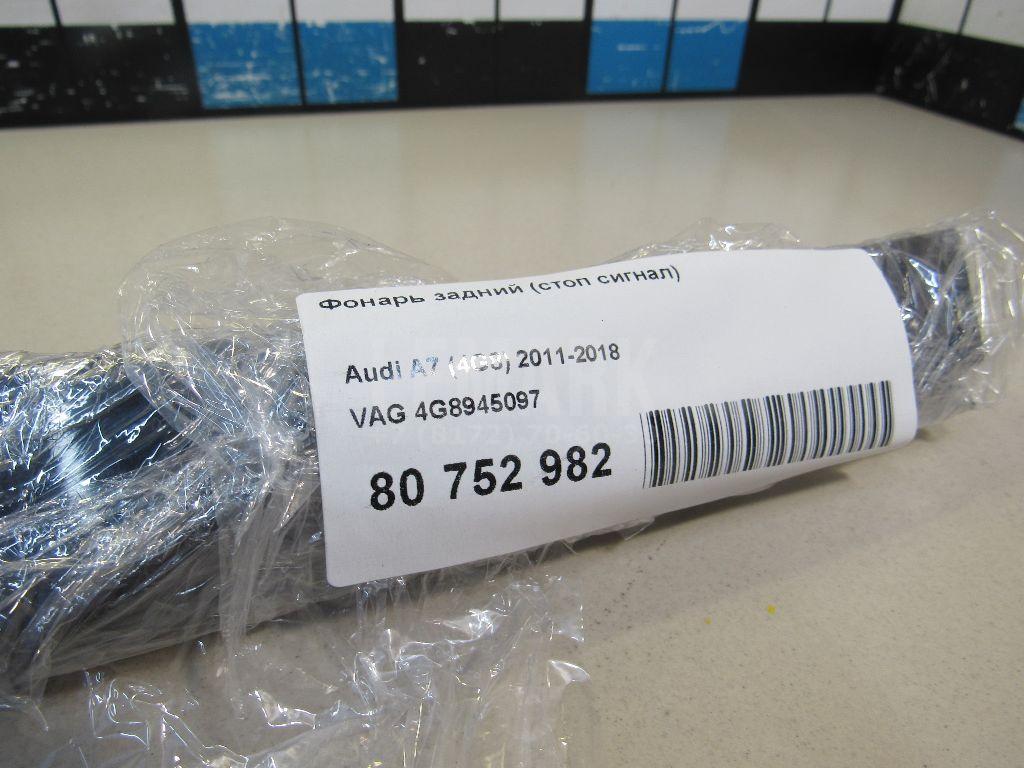 Фонарь задний (стоп сигнал)
Audi A7 (4G8) 2011-2018
VAG 4G8945097
80 752 982